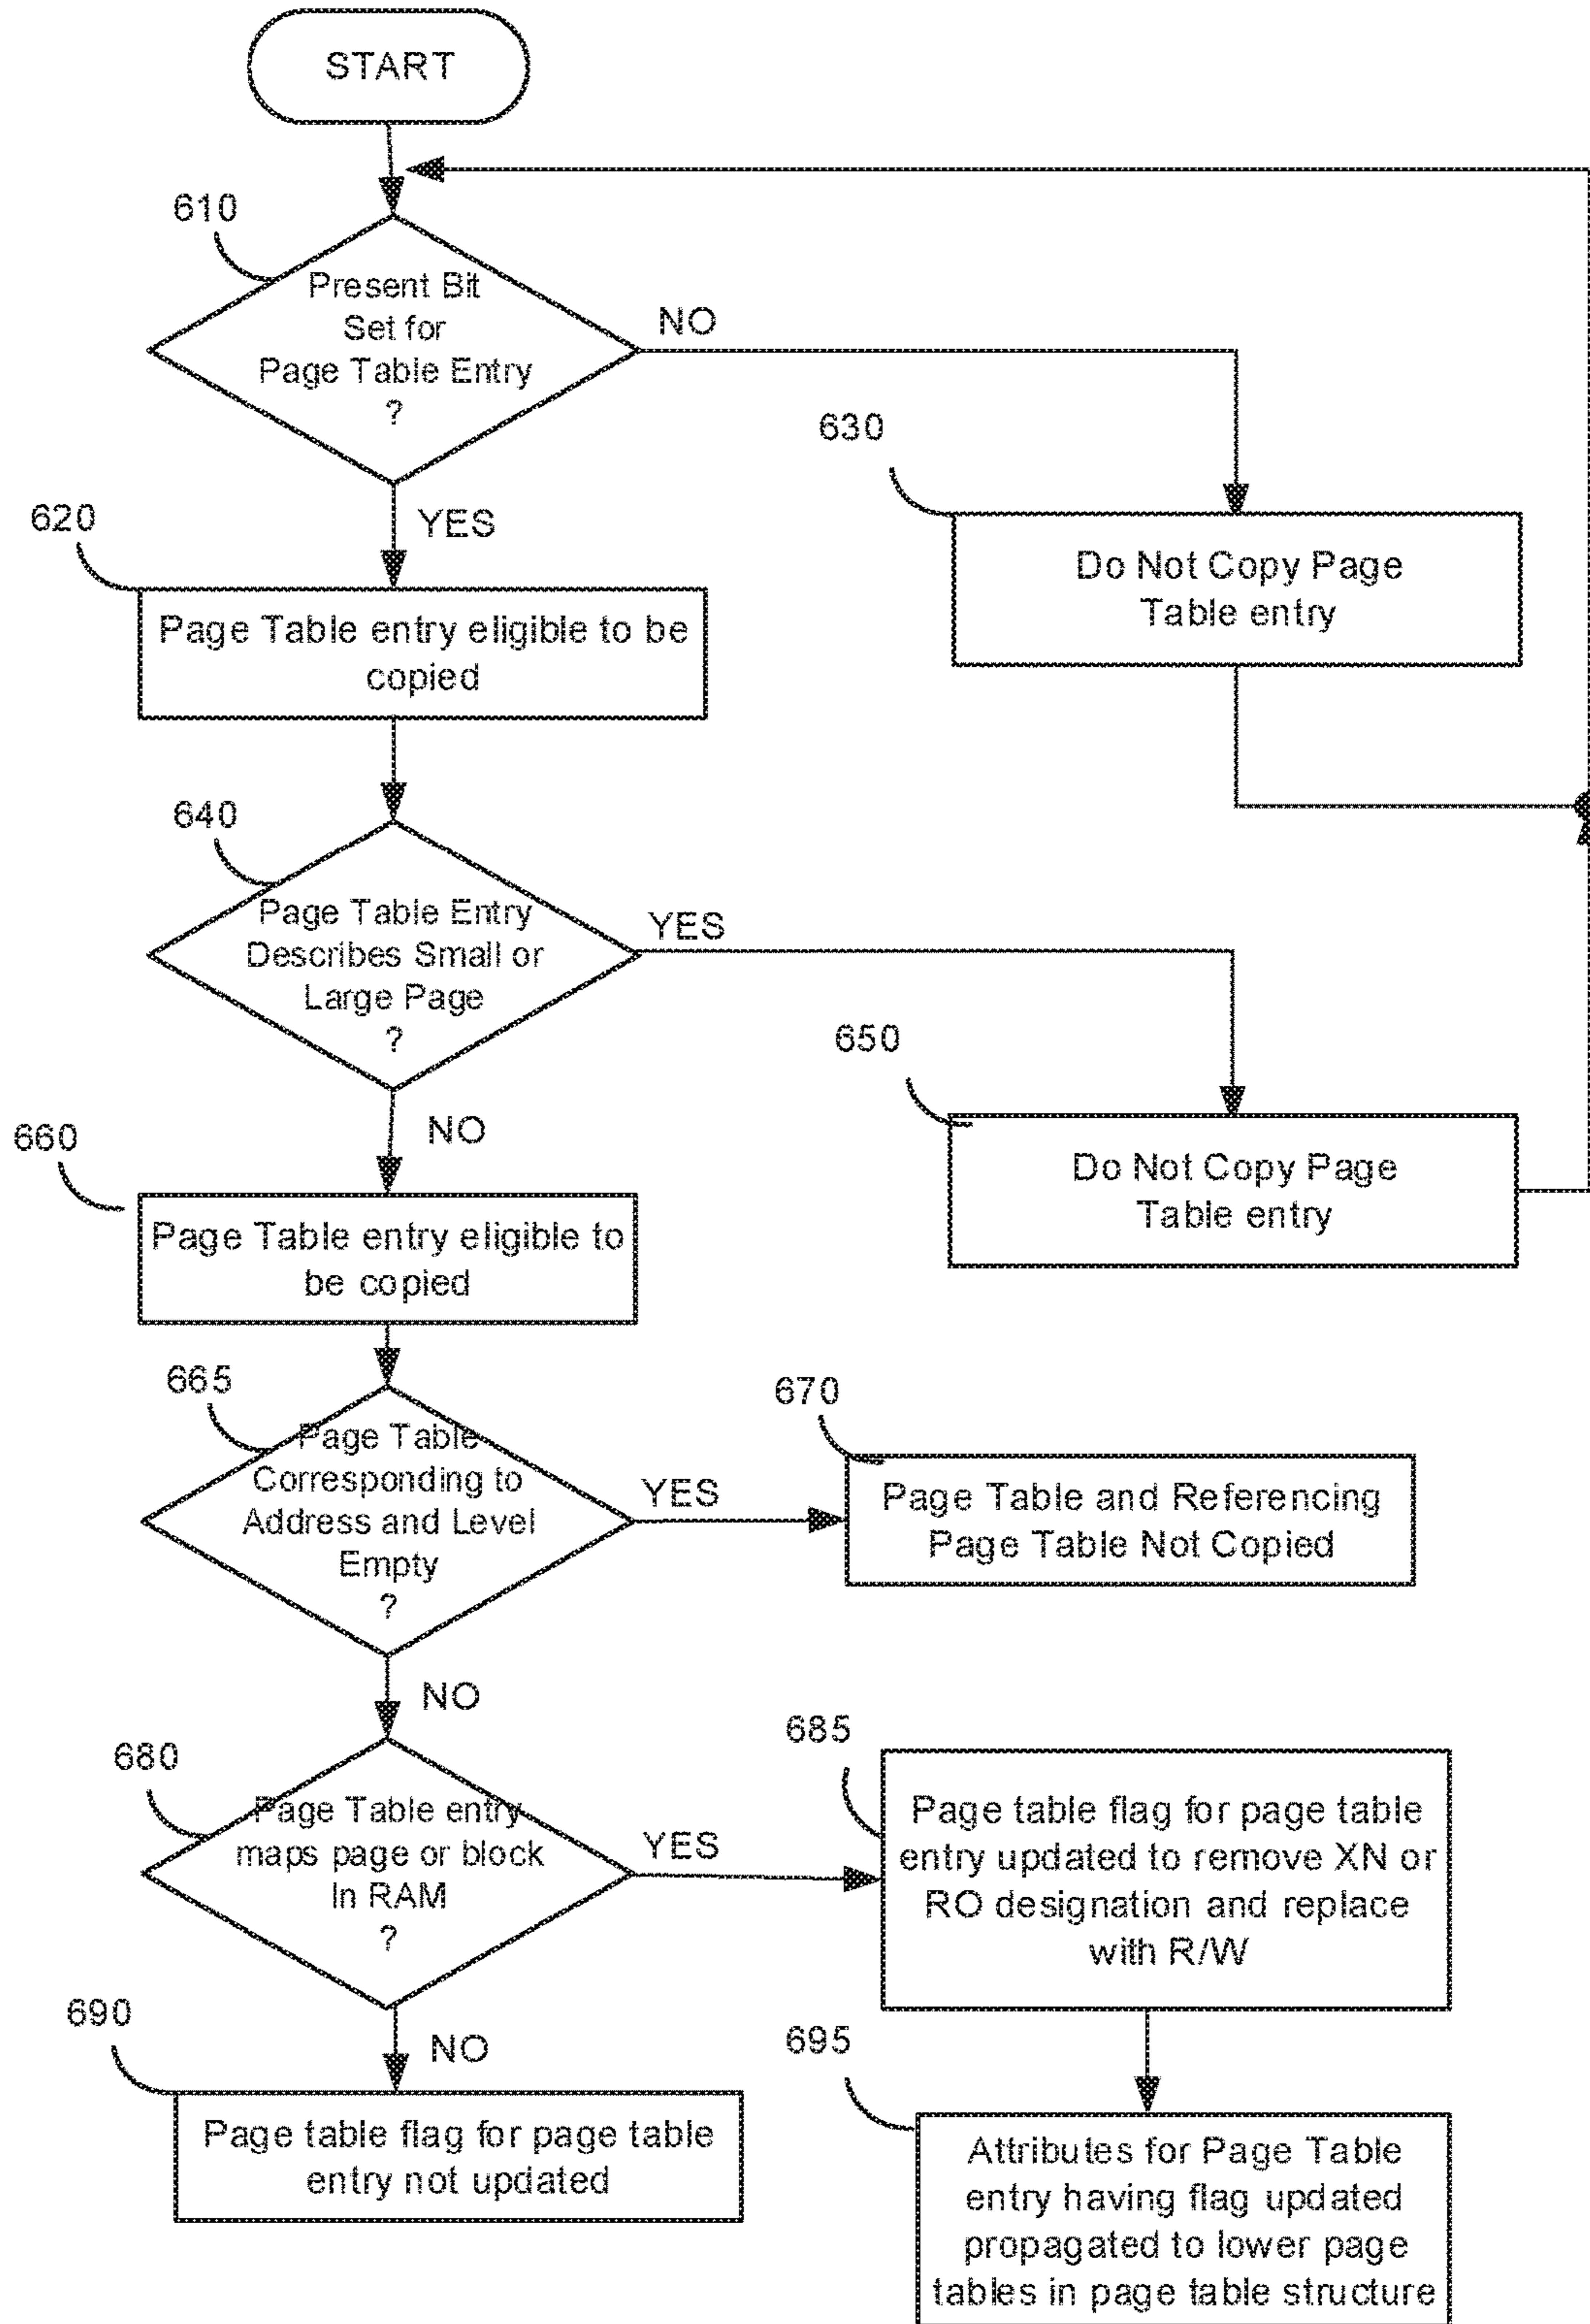 START
610
Present Bit
Set for
Page Table Entry
?
NO
630
Do Not Copy Page
Table entry
YES
620
Page Table entry eligible to be
copied
640
Page Table Entry
Describes Small or
Large Page
?
YES
650
Do Not Copy Page
Table entry
NO
660
Page Table entry eligible to
be copied
665
Page Table
Corresponding to
Address and Level
Empty
?
YES
670
Page Table and Referencing
Page Table Not Copied
NO
680
Page Table entry
maps page or block
In RAM
?
YES
685
Page table flag for page table
entry updated to remove XN or
RO designation and replace
with R/W
NO
690
Page table flag for page table
entry not updated
695
Attributes for Page Table
entry having flag updated
propagated to lower page
tables in page table structure